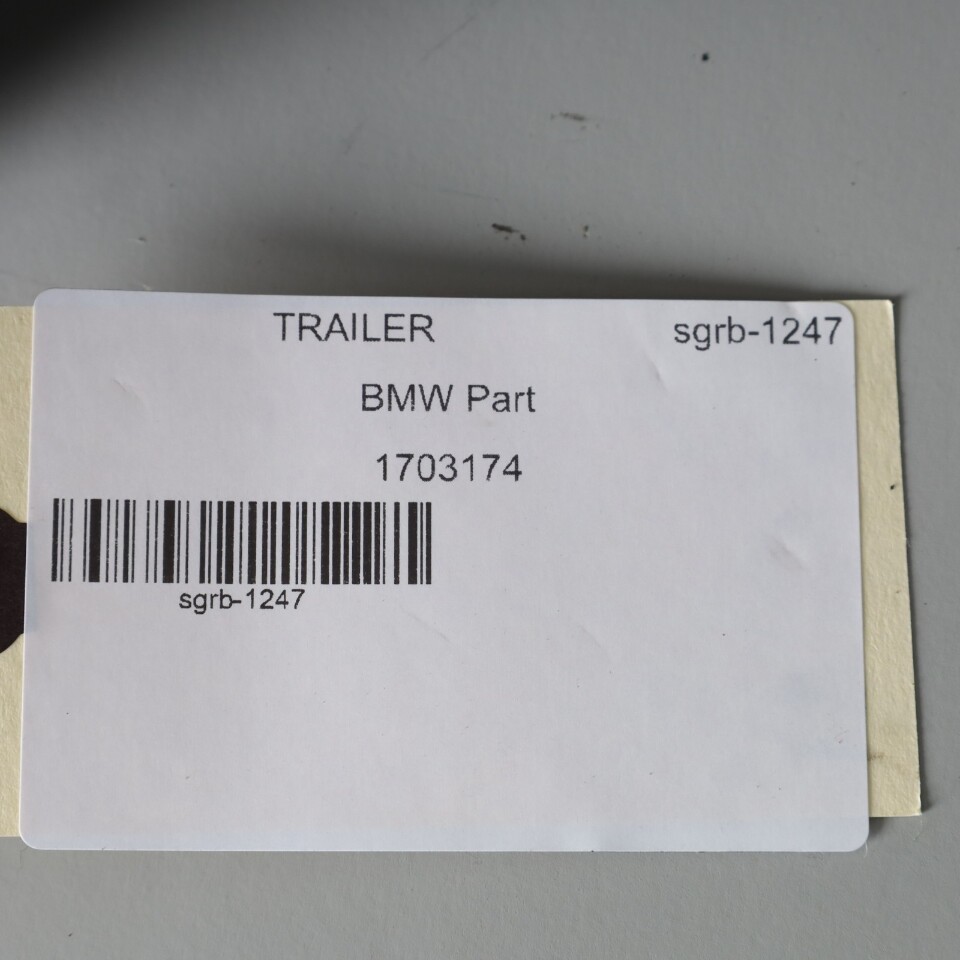 TRAILER sgrb-1247
BMW Part
1703174
sgrb-1247